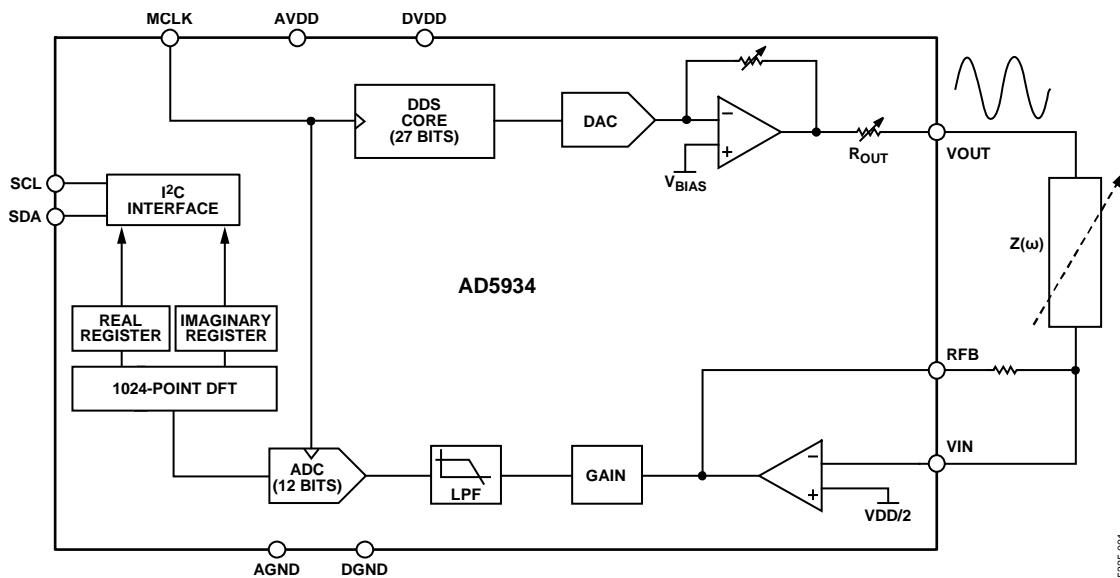 MCLK
AVDD
DVDD
DDS
CORE
(27 BITS)
DAC
−
+
VBIAS
ROUT
VOUT
SCL
SDA
I2C
INTERFACE
Z(ω)
AD5934
REAL
REGISTER
IMAGINARY
REGISTER
1024-POINT DFT
RFB
VIN
ADC
(12 BITS)
LPF
GAIN
−
+
VDD/2
AGND
DGND